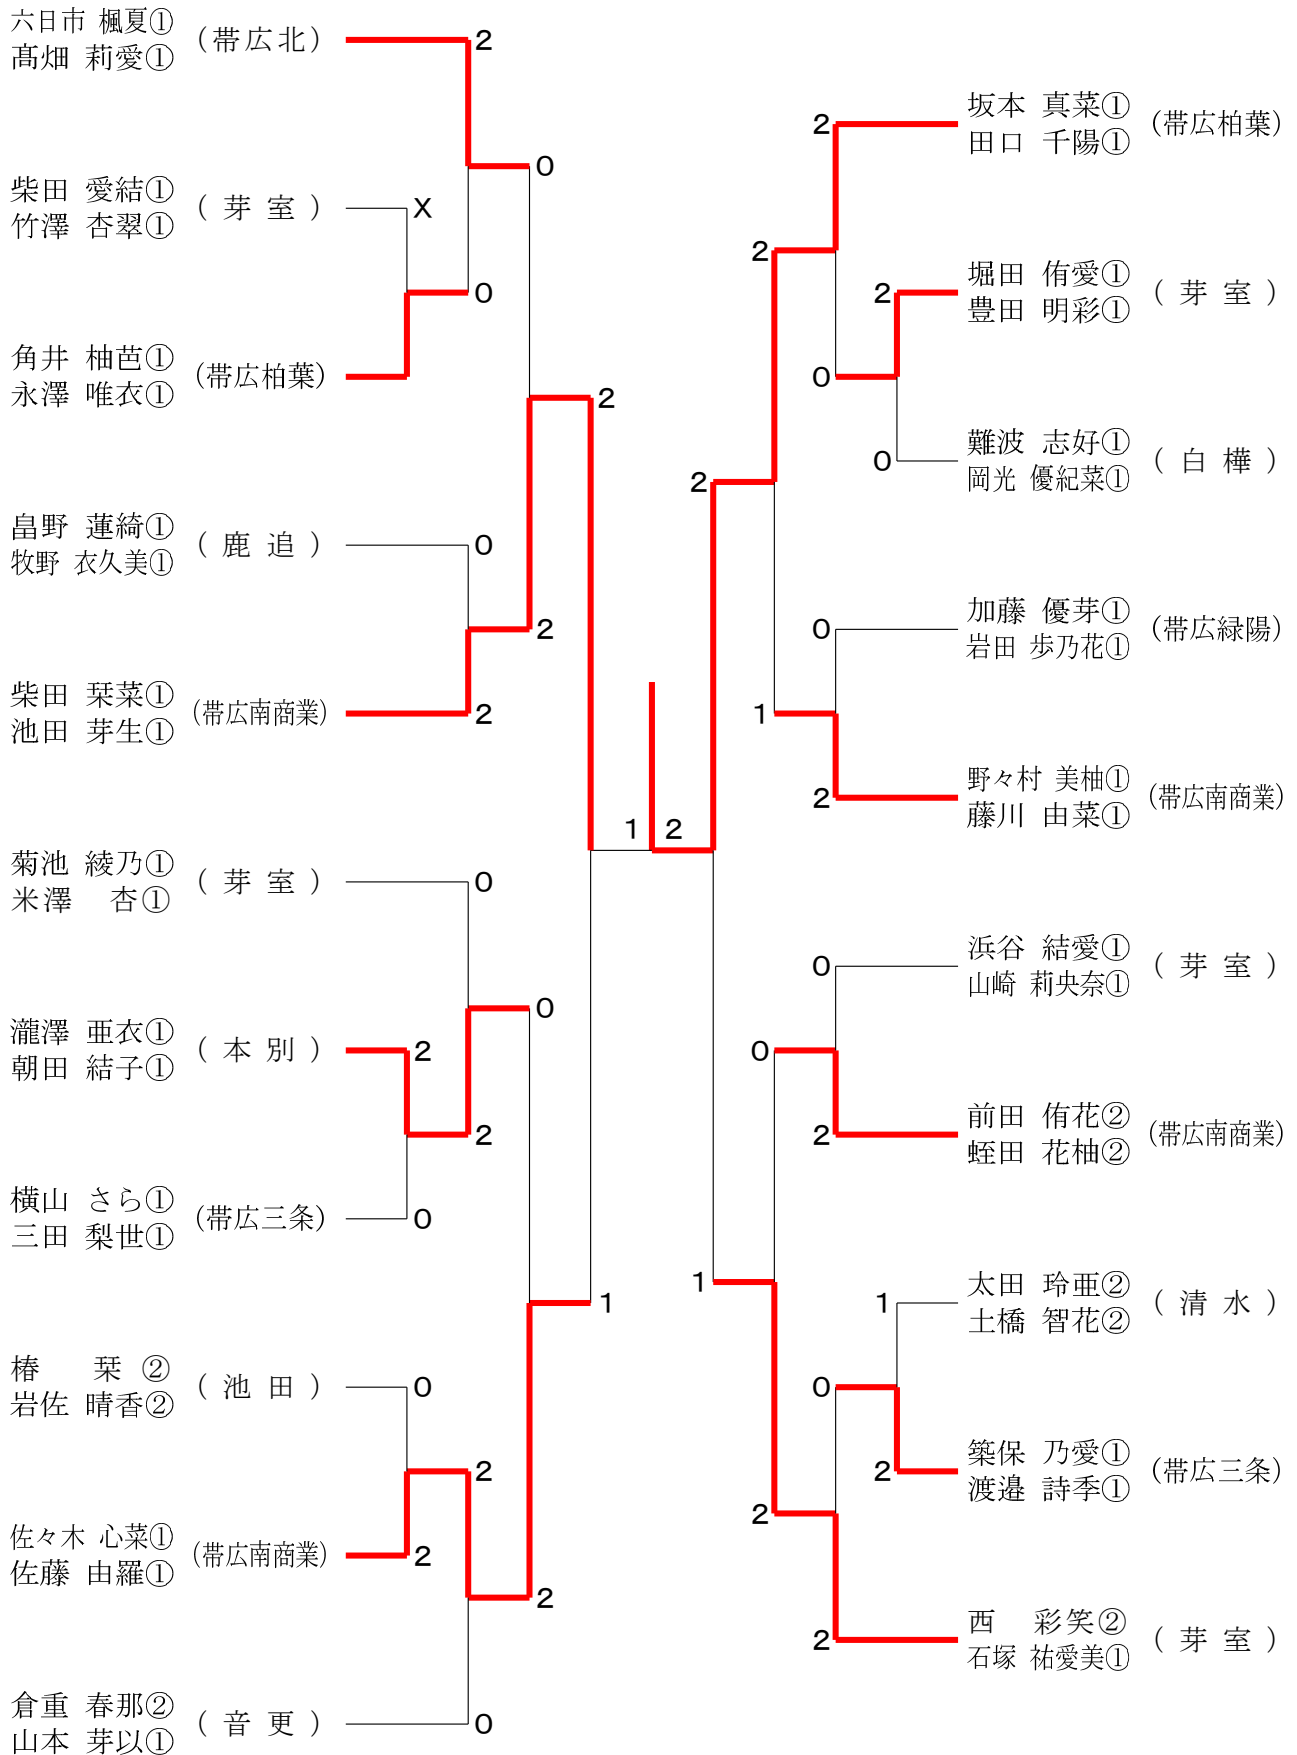 六日市 楓夏①
髙畑 莉愛①
(帯広北)
2
0
柴田 愛結①
竹澤 杏翠①
( 芽 室 )
X
0
角井 柚芭①
永澤 唯衣①
(帯広柏葉)
2
畠野 蓮綺①
牧野 衣久美①
( 鹿 追 )
0
2
柴田 栞菜①
池田 芽生①
(帯広南商業)
2
1
菊池 綾乃①
米澤 杏①
( 芽 室 )
0
0
瀧澤 亜衣①
朝田 結子①
( 本 別 )
2
2
横山 さら①
三田 梨世①
(帯広三条)
0
1
椿 栞 ②
岩佐 晴香②
( 池 田 )
0
2
佐々木 心菜①
佐藤 由羅①
(帯広南商業)
2
2
倉重 春那②
山本 芽以①
( 音 更 )
0
2
坂本 真菜①
田口 千陽①
(帯広柏葉)
2
2
堀田 侑愛①
豊田 明彩①
( 芽 室 )
0
0
難波 志好①
岡光 優紀菜①
( 白 樺 )
2
0
加藤 優芽①
岩田 歩乃花①
(帯広緑陽)
1
2
野々村 美柚①
藤川 由菜①
(帯広南商業)
2
0
浜谷 結愛①
山崎 莉央奈①
( 芽 室 )
0
2
前田 侑花②
蛭田 花柚②
(帯広南商業)
1
1
太田 玲亜②
土橋 智花②
( 清 水 )
0
2
築保 乃愛①
渡邉 詩季①
(帯広三条)
2
2
西 彩笑②
石塚 祐愛美①
( 芽 室 )